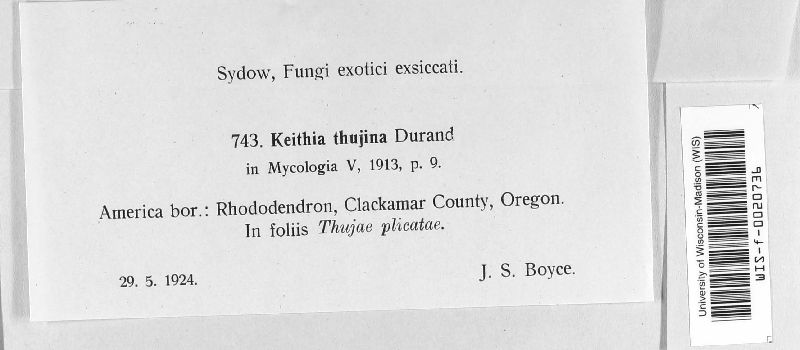 Sydow, Fungi exotici exsiccati.
743. Keithia thujina Durand
in Mycologia V, 1913, p. 9.
America bor.: Rhododendron, Clackamar County, Oregon.
In foliis Thujae plicatae.
29. 5. 1924.
J. S. Boyce.
University of Wisconsin-Madison (WIS)
WIS-f-0020736